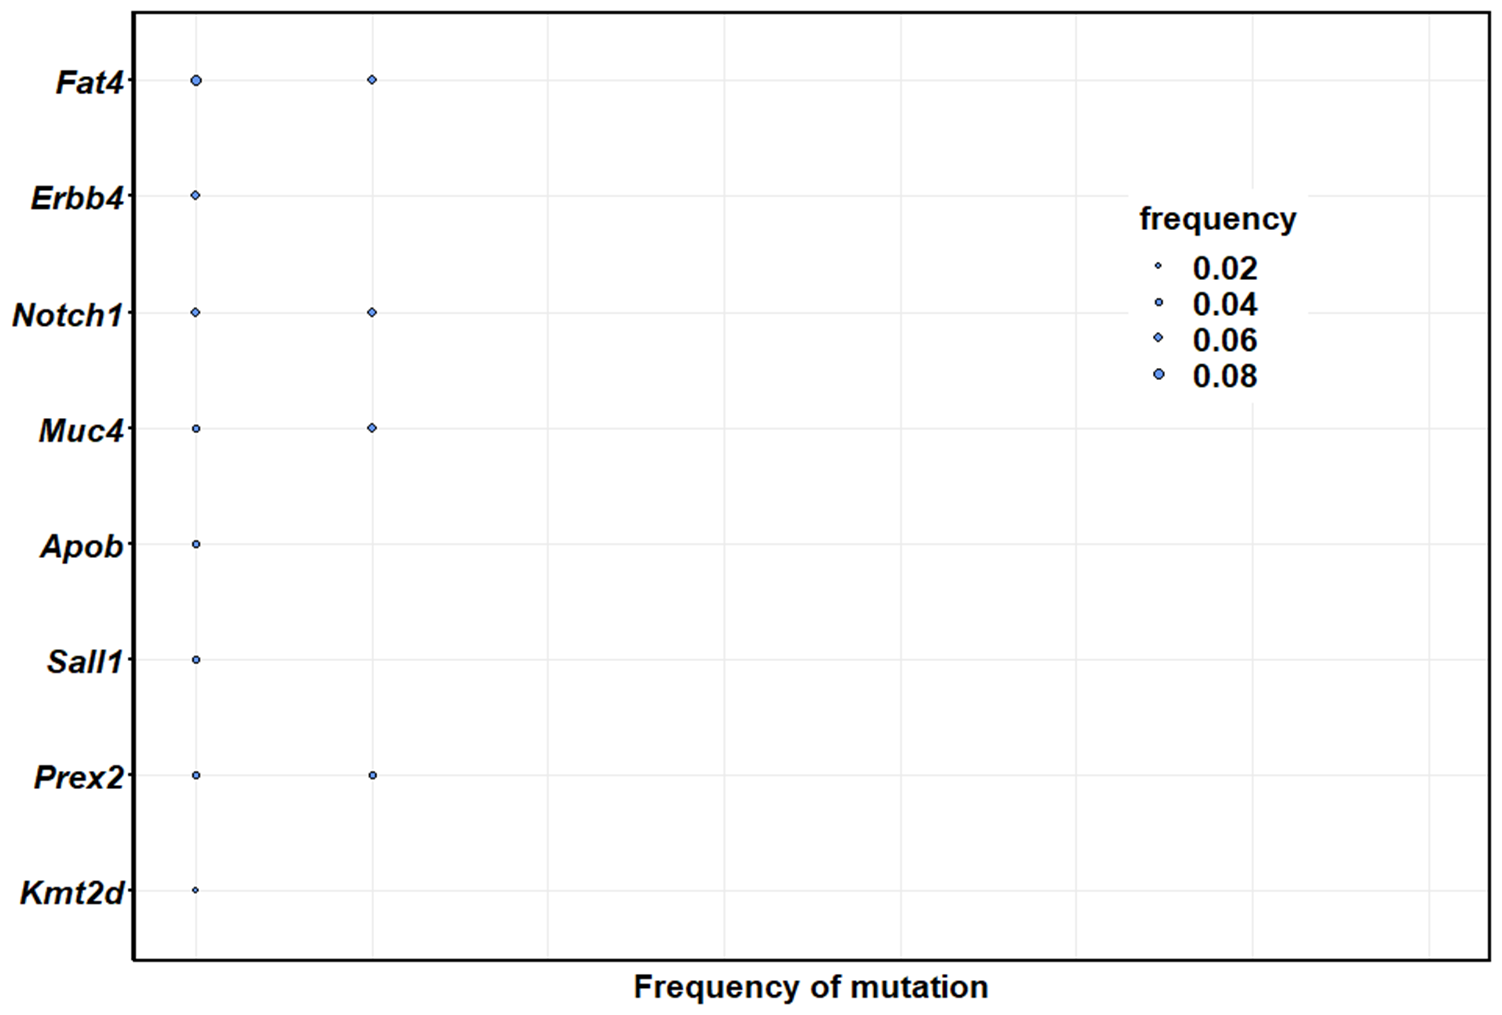 Fat4
Erbb4
Notch1
Muc4
Apob
Sall1
Prex2
Kmt2d
frequency
0.02
0.04
0.06
0.08
Frequency of mutation